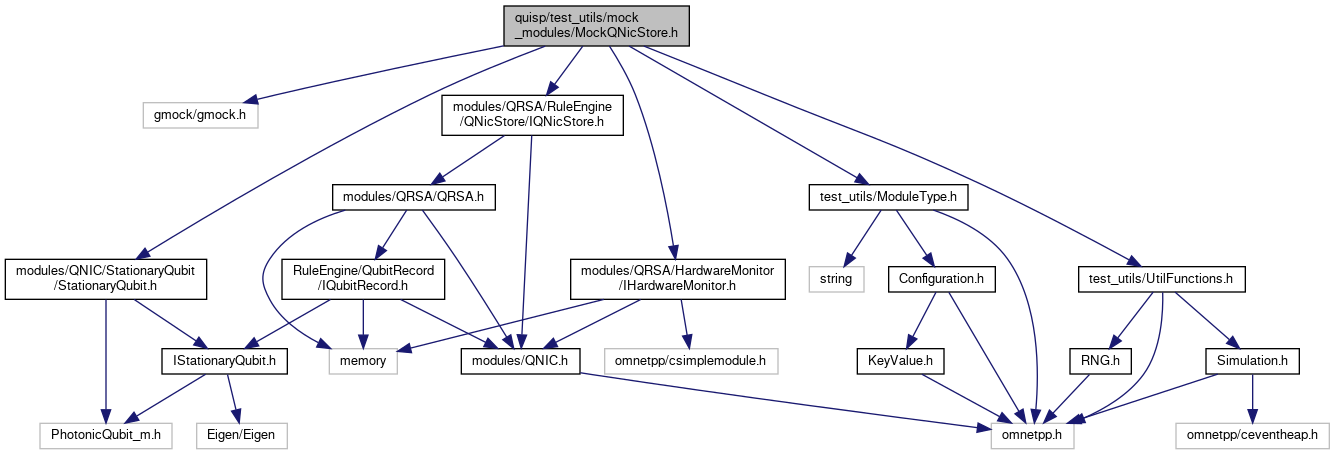 quisp/test_utils/mock
_modules/MockQNicStore.h
gmock/gmock.h
modules/QRSA/RuleEngine
/QNicStore/IQNicStore.h
modules/QRSA/QRSA.h
test_utils/ModuleType.h
modules/QNIC/StationaryQubit
/StationaryQubit.h
RuleEngine/QubitRecord
/IQubitRecord.h
modules/QRSA/HardwareMonitor
/IHardwareMonitor.h
string
Configuration.h
test_utils/UtilFunctions.h
IStationaryQubit.h
memory
modules/QNIC.h
omnetpp/csimplemodule.h
KeyValue.h
RNG.h
Simulation.h
PhotonicQubit_m.h
Eigen/Eigen
omnetpp.h
omnetpp/ceventheap.h